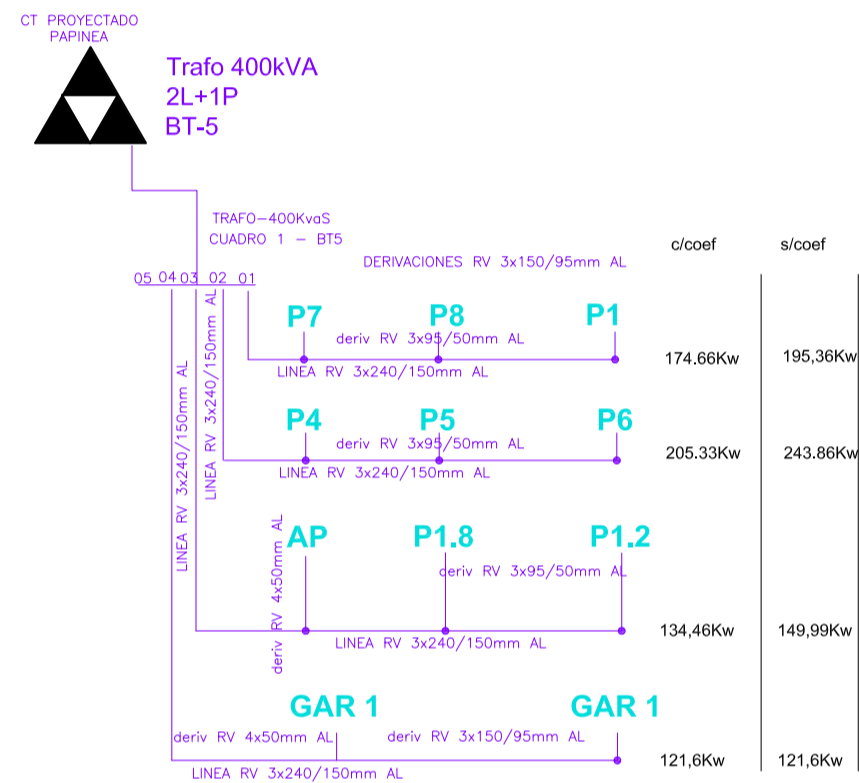 CT PROYECTADO
PAPINEA
Trafo 400kVA
2L+1P
BT-5
TRAFO-400KvaS
CUADRO 1 - BT5
c/coef
s/coef
DERIVACIONES RV 3x150/95mm AL
05 04 03 02 01
P7 P8 P1
deriv RV 3x95/50mm AL
LINEA RV 3x240/150mm AL
174.66Kw
195,36Kw
P4 P5 P6
deriv RV 3x95/50mm AL
LINEA RV 3x240/150mm AL
205.33Kw
243.86Kw
LINEA RV 3x240/150mm AL
LINEA RV 3x240/150mm AL
AP P1.8 P1.2
deriv RV 4x50mm AL
deriv RV 3x95/50mm AL
LINEA RV 3x240/150mm AL
134,46Kw
149,99Kw
GAR 1 GAR 1
deriv RV 4x50mm AL
deriv RV 3x150/95mm AL
LINEA RV 3x240/150mm AL
121,6Kw
121,6Kw